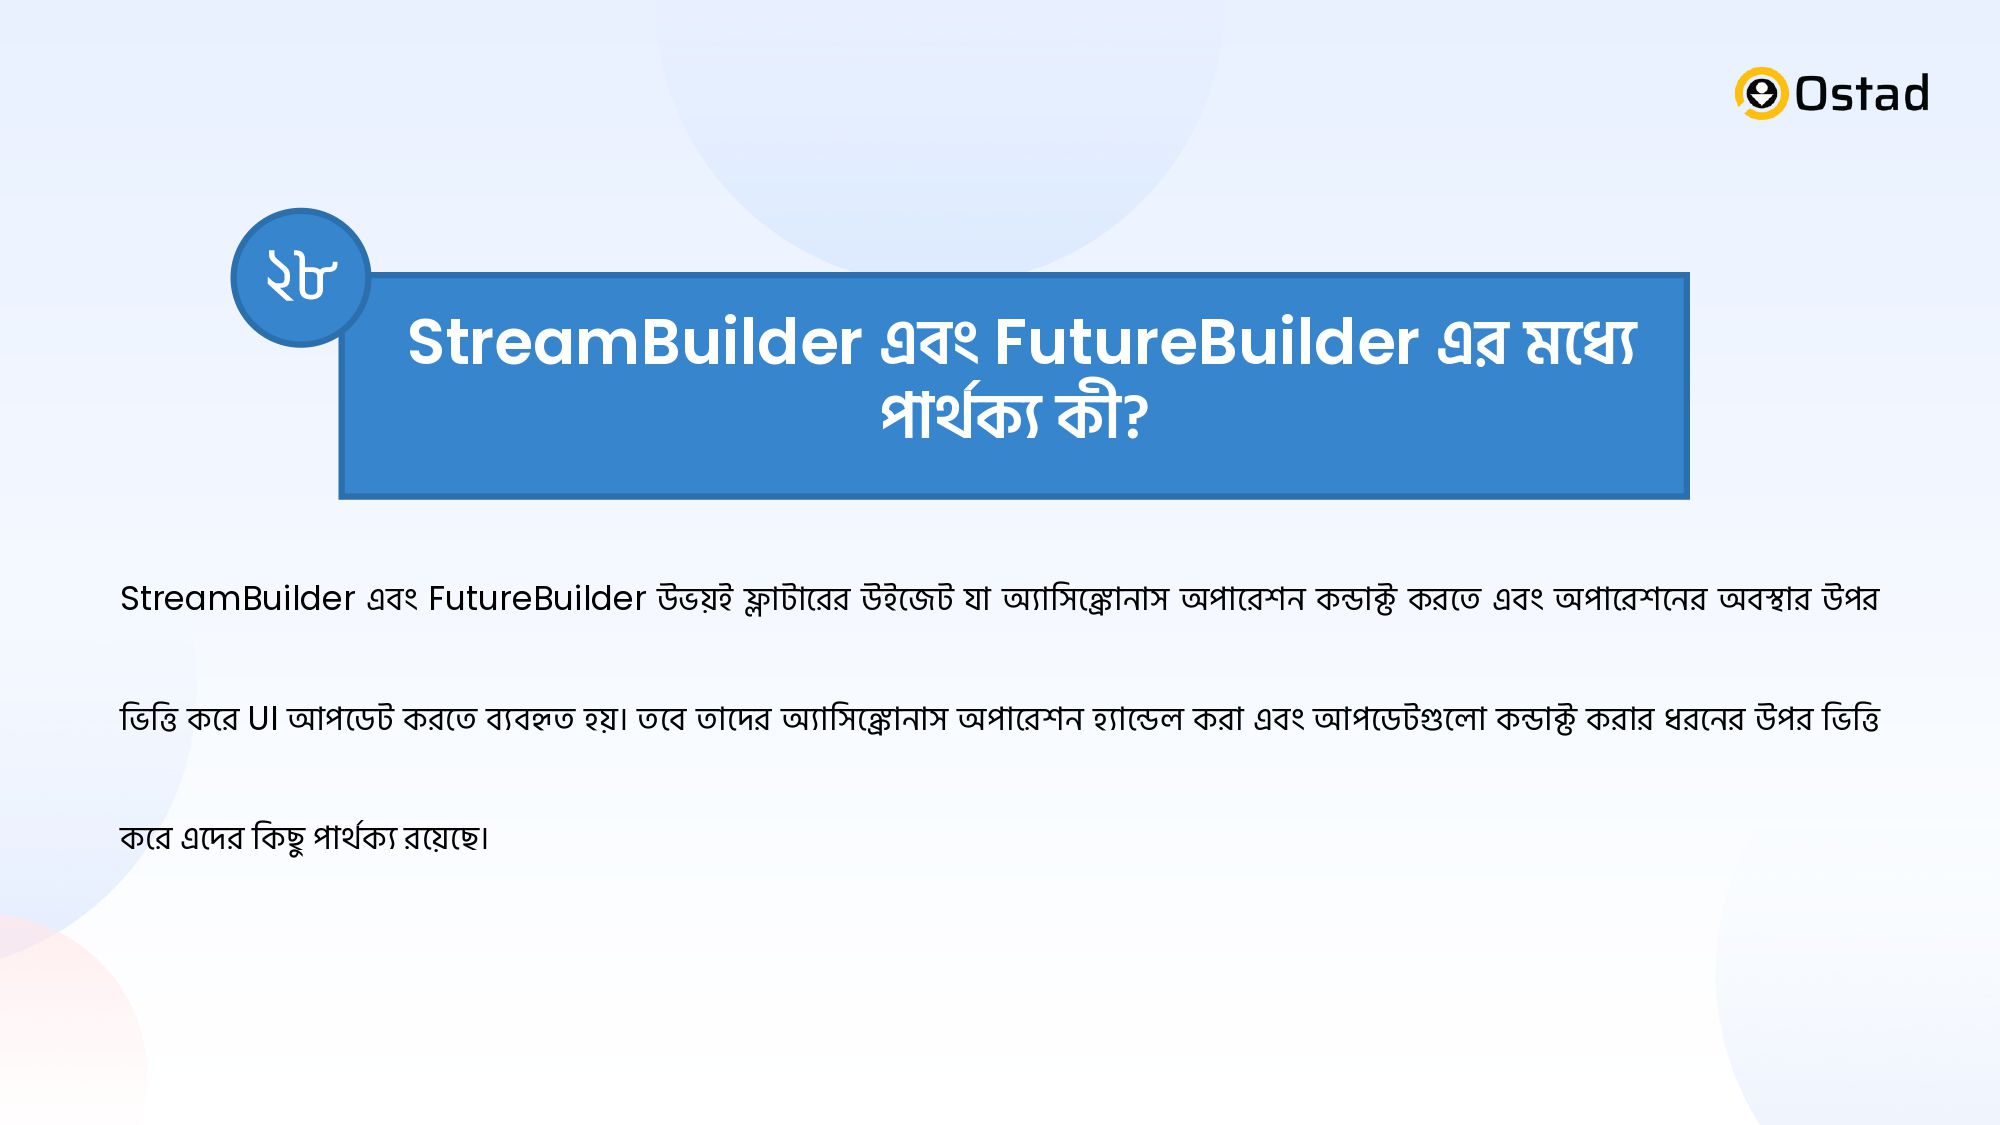 Ostad
২৮
StreamBuilder এবং FutureBuilder এর মধ্যে
পার্থক্য কী?
StreamBuilder এবং FutureBuilder উভয়ই ফ্লাটারের উইজেট যা অ্যাসিঙ্ক্রোনাস অপারেশন কন্ডাক্ট করতে এবং অপারেশনের অবস্থার উপর
ভিত্তি করে UI আপডেট করতে ব্যবহৃত হয়। তবে তাদের অ্যাসিঙ্ক্রোনাস অপারেশন হ্যান্ডেল করা এবং আপডেটগুলো কন্ডাক্ট করার ধরনের উপর ভিত্তি
করে এদের কিছু পার্থক্য রয়েছে।